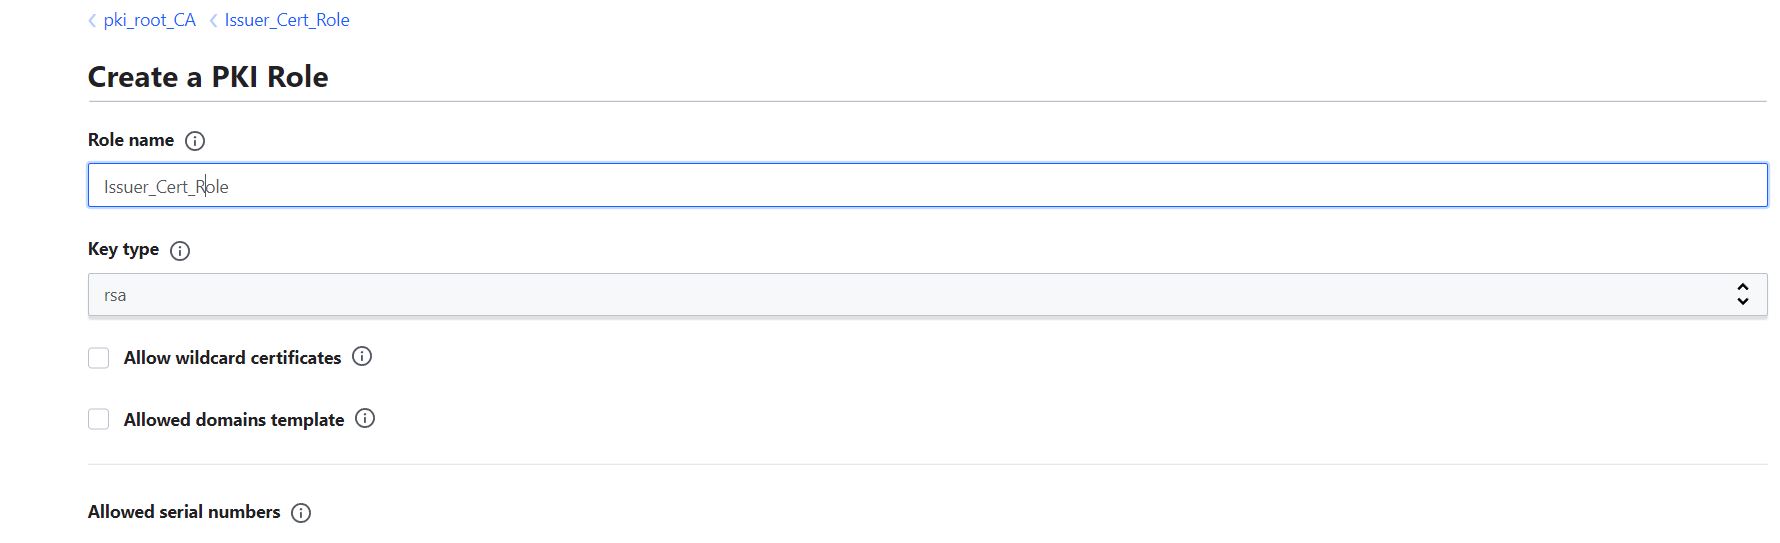 pki_root_CA Issuer_Cert_Role
Create a PKI Role
Role name
Issuer_Cert_Role
Key type
rsa
Allow wildcard certificates
Allowed domains template
Allowed serial numbers